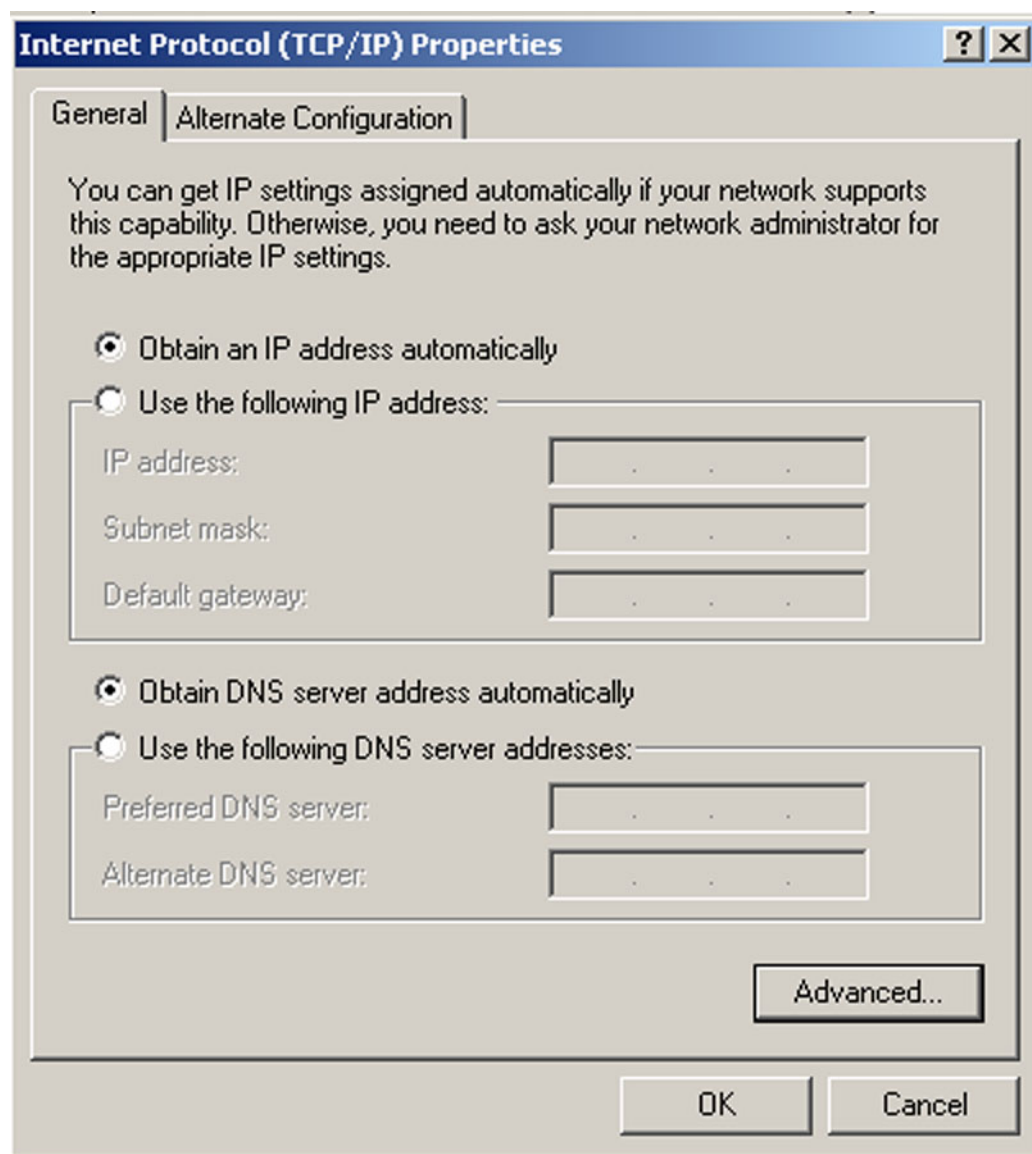 Internet Protocol (TCP/IP) Properties
General
Alternate Configuration
You can get IP settings assigned automatically if your network supports
this capability. Otherwise, you need to ask your network administrator for
the appropriate IP settings.
Obtain an IP address automatically
Use the following IP address:
IP address:
Subnet mask:
Default gateway:
Obtain DNS server address automatically
Use the following DNS server addresses:
Preferred DNS server:
Alternate DNS server:
Advanced...
OK
Cancel